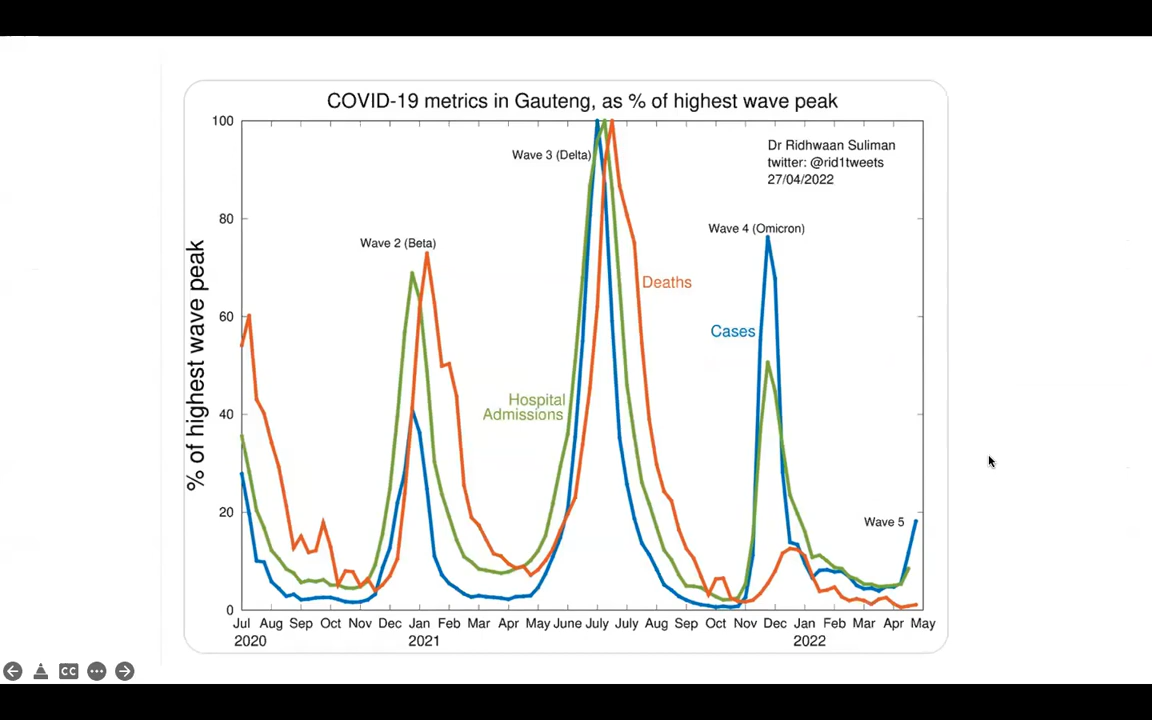 COVID-19 metrics in Gauteng, as % of highest wave peak
% of highest wave peak
100
80
60
40
20
0
Dr Ridhwaan Suliman
twitter: @rid1tweets
27/04/2022
Wave 2 (Beta)
Wave 3 (Delta)
Wave 4 (Omicron)
Wave 5
Deaths
Cases
Hospital
Admissions
Jul Aug Sep Oct Nov Dec Jan Feb Mar Apr May June July July Aug Sep Oct Nov Dec Jan Feb Mar Apr May
2020 2021 2022
CC